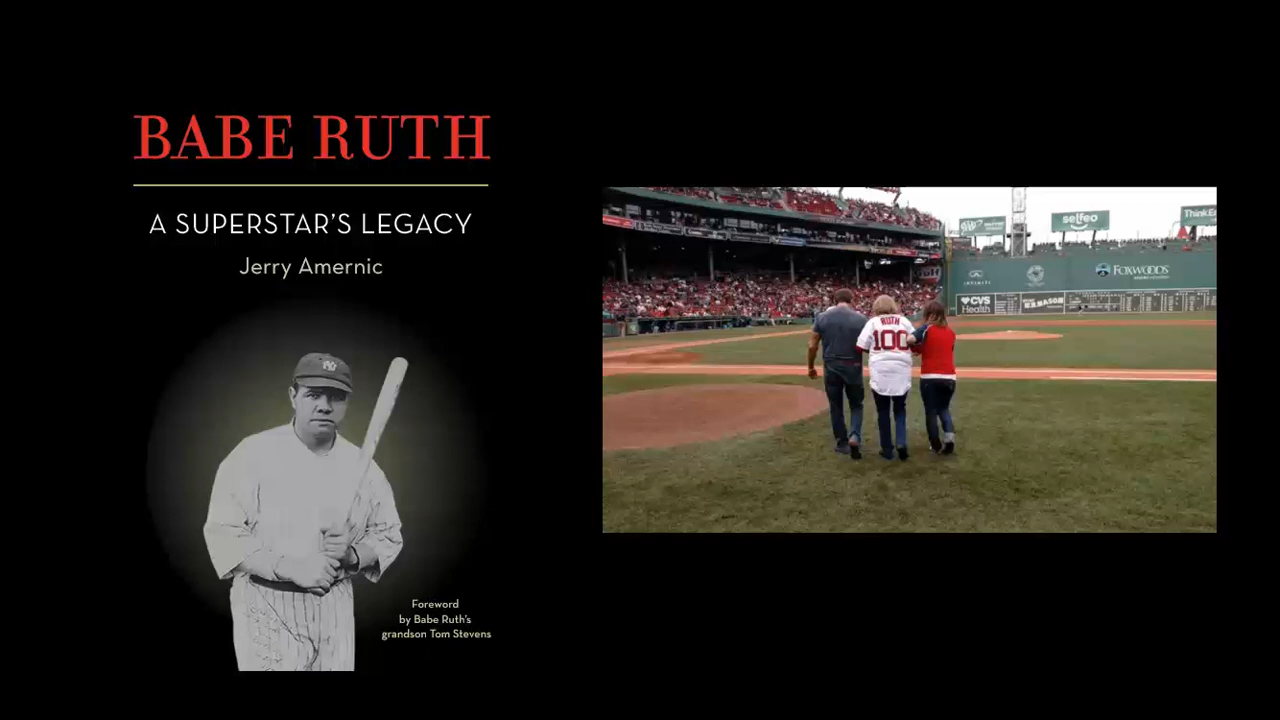 BABE RUTH
A SUPERSTAR'S LEGACY
Jerry Amernic
NY
Foreword
by Babe Ruth's
grandson Tom Stevens
selfeo
FOXWOODS
CVS
Health
RUTH
100